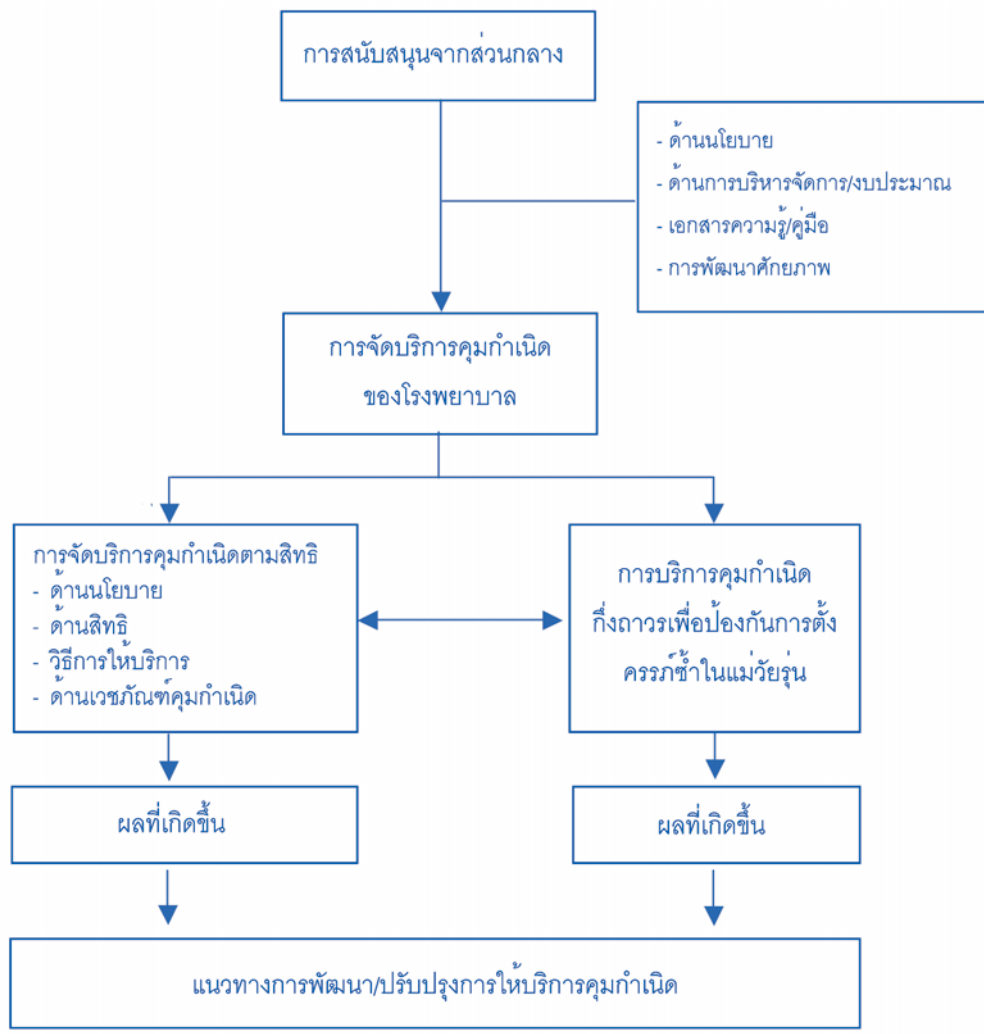 การสนับสนุนจากส่วนกลาง
- ด้านนโยบาย
- ด้านการบริหารจัดการ/งบประมาณ
- เอกสารความรู้/คู่มือ
- การพัฒนาศักยภาพ
การจัดบริการคุมกำเนิด
ของโรงพยาบาล
การจัดบริการคุมกำเนิดตามสิทธิ
- ด้านนโยบาย
- ด้านสิทธิ
- วิธีการให้บริการ
- ด้านเวชภัณฑ์คุมกำเนิด
การบริการคุมกำเนิด
กึ่งถาวรเพื่อป้องกันการตั้ง
ครรภ์ซ้ำในแม่วัยรุ่น
ผลที่เกิดขึ้น
ผลที่เกิดขึ้น
แนวทางการพัฒนา/ปรับปรุงการให้บริการคุมกำเนิด